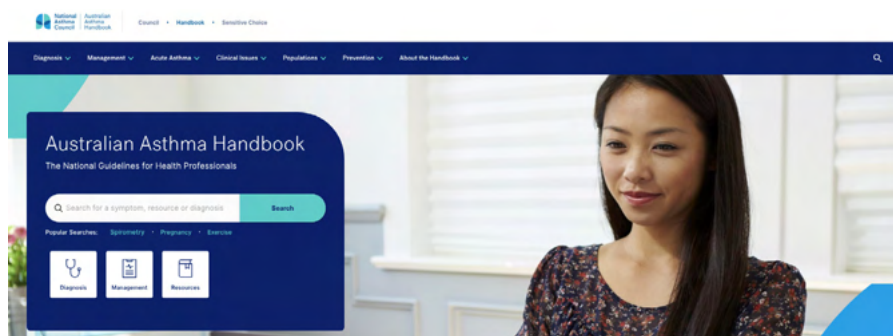 National Asthma Council
Australian Asthma Handbook
Council • Handbook • Sensitive Choice
Diagnosis Management Acute Asthma Clinical Issues Populations Prevention About the Handbook
Australian Asthma Handbook
The National Guidelines for Health Professionals
Search for a symptom, resource or diagnosis Search
Popular Searches: Spirometry • Pregnancy • Exercise
Diagnosis Management Resources